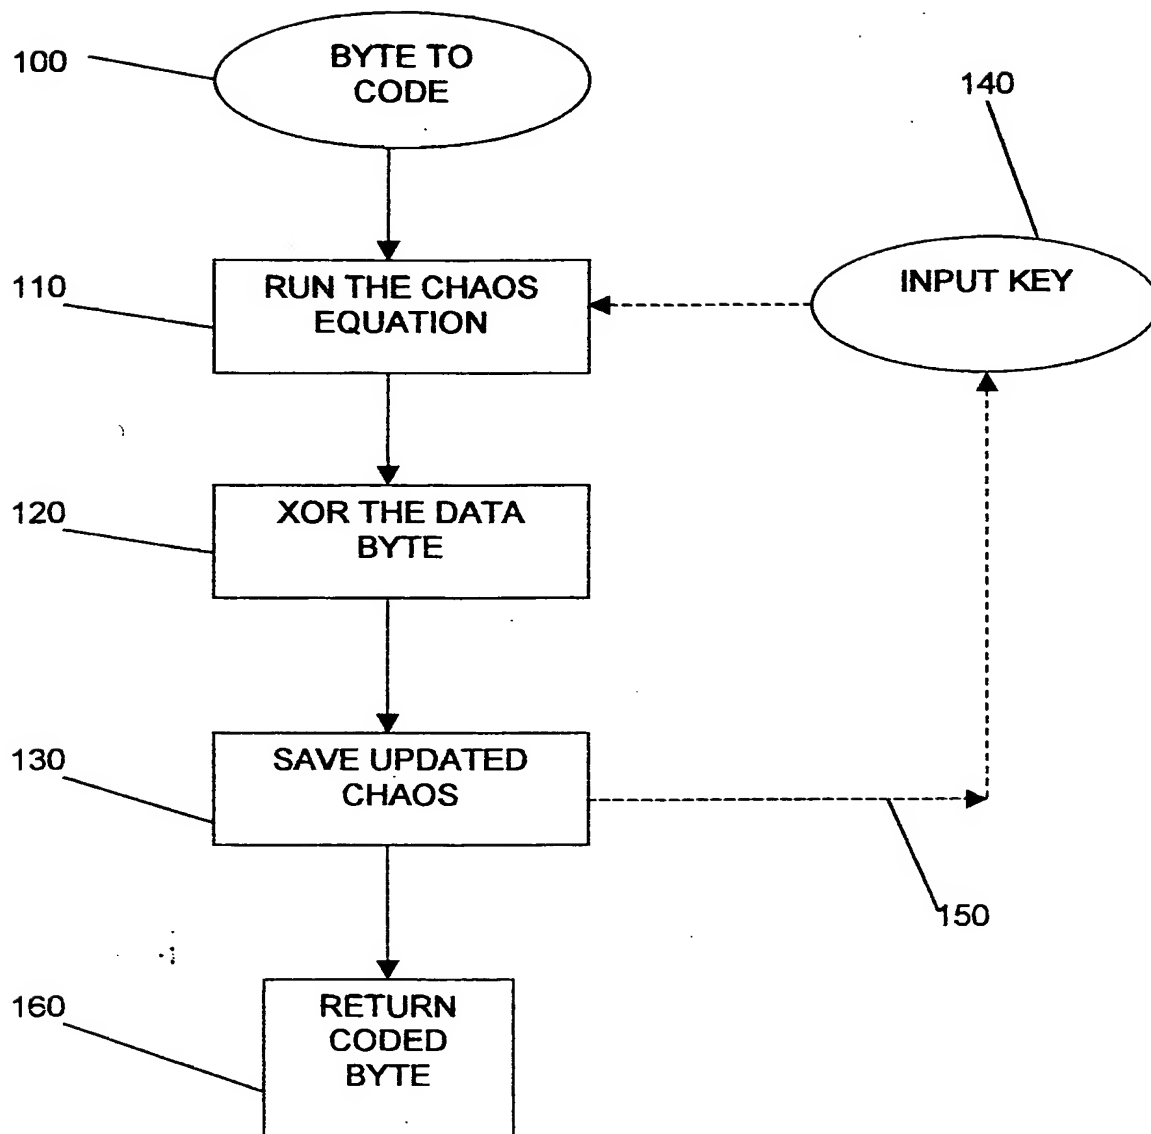 100
BYTE TO
CODE
140
110
RUN THE CHAOS
EQUATION
INPUT KEY
120
XOR THE DATA
BYTE
130
SAVE UPDATED
CHAOS
150
160
RETURN
CODED
BYTE